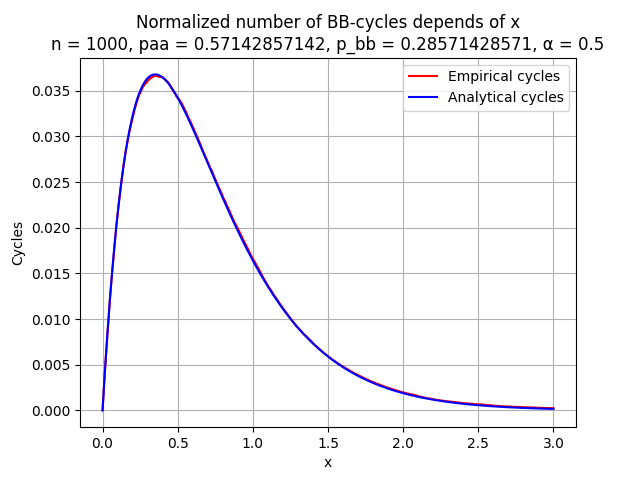 Normalized number of BB-cycles depends of x
n = 1000, paa = 0.57142857142, p_bb = 0.28571428571, α = 0.5
Empirical cycles
Analytical cycles
Cycles
0.035
0.030
0.025
0.020
0.015
0.010
0.005
0.000
0.0 0.5 1.0 1.5 2.0 2.5 3.0
x